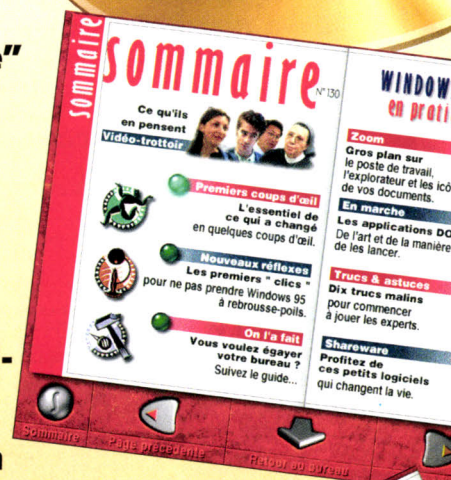 e"
sommaire
sommaire
N° 130
Ce qu'ils
en pensent
Vidéo-trottoir
Premiers coups d'œil
L'essentiel de
ce qui a changé
en quelques coups d'œil.
Nouveaux réflexes
Les premiers " clics "
pour ne pas prendre Windows 95
à rebrousse-poils.
On l'a fait
Vous voulez égayer
votre bureau ?
Suivez le guide...
WINDOW
en prati
Zoom
Gros plan sur
le poste de travail,
l'explorateur et les icô
de vos documents.
En marche
Les applications DO
De l'art et de la manière
de les lancer.
Trucs & astuces
Dix trucs malins
pour commencer
à jouer les experts.
Shareware
Profitez de
ces petits logiciels
qui changent la vie.
S
Sommaire
Page précédente
Retour au bureau
-